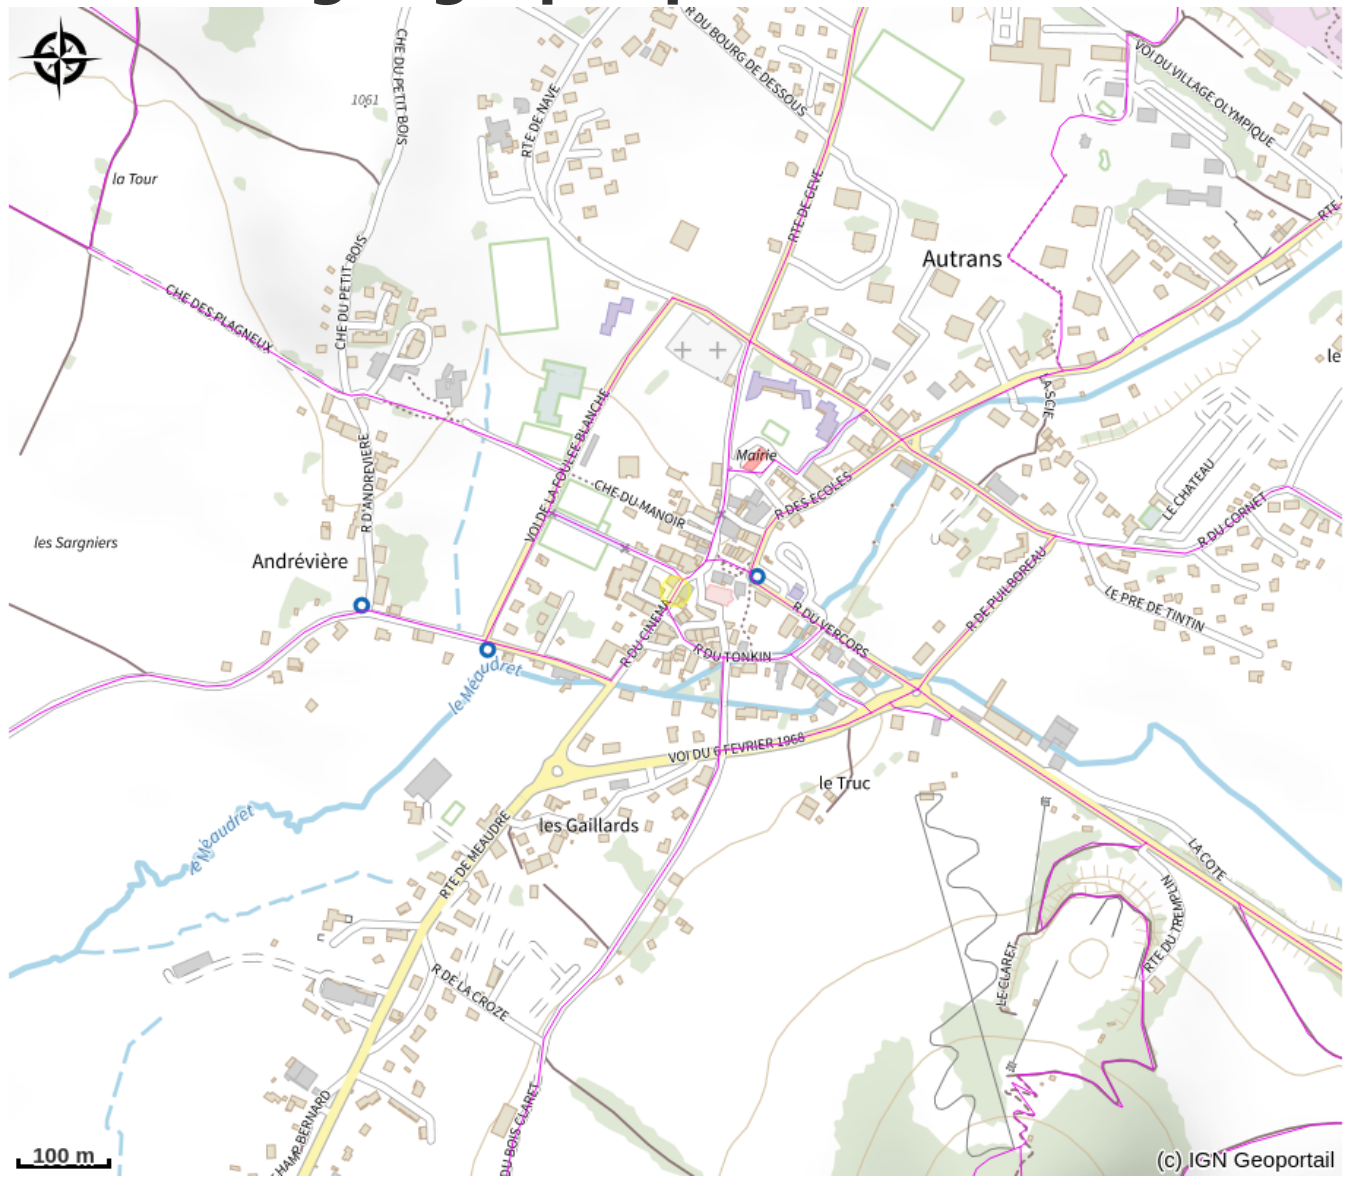 CHE DU PETIT BOIS
R DU BOURG DE DESSOUS
VOI DU VILLAGE OLYMPIQUE
1061
RTE DE NAVE
la Tour
RTE DE GEVE
RTE
Autrans
CHE DU PETIT BOIS
CHE DES PLAGNEUX
le
LA SCIE
VOI DE LA FOULEE BLANCHE
R D'ANDREVIERE
Mairie
CHE DU MANOIR
R DES ECOLES
LE CHATEAU
R DU CORNET
les Sargniers
Andrévière
R DE PUILBOREAU
LE PRE DE TINTIN
R DU CINEMA
R DU VERCORS
R DU TONKIN
le Méaudret
VOI DU 6 FEVRIER 1968
le Truc
les Gaillards
le Méaudret
RTE DE MEAUDRE
LA COTE
RTE DU TREMPLIN
LE CLARET
R DE LA CROZE
DU BOIS CLARET
HAMP BERNARD
100 m
(c) IGN Geoportail